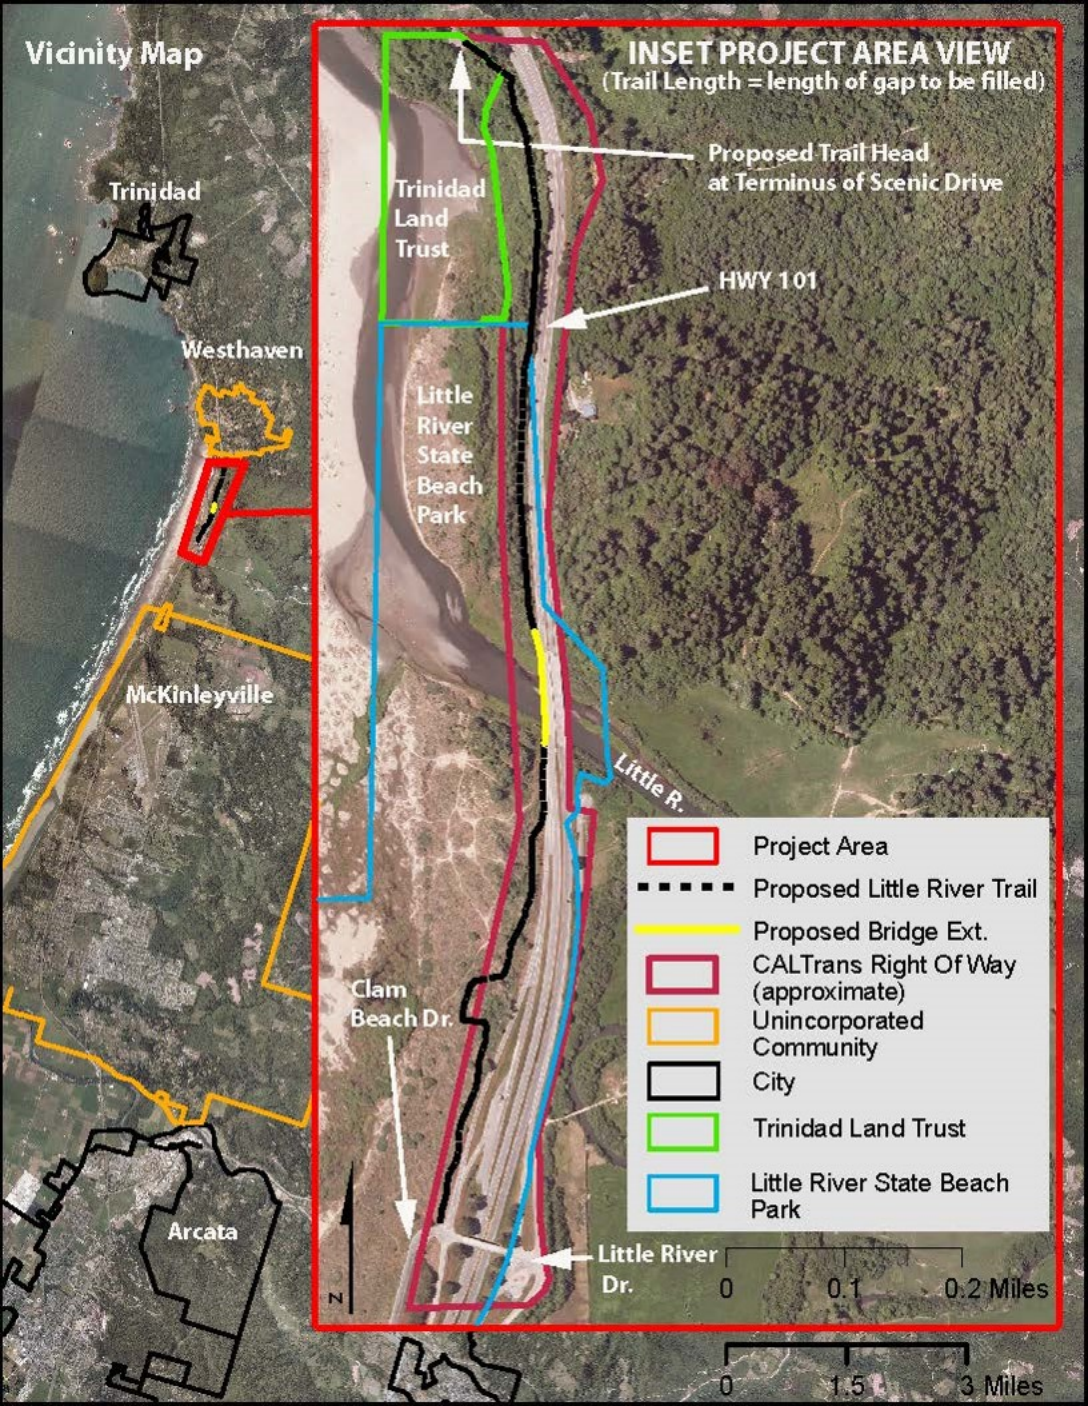 Vicinity Map
INSET PROJECT AREA VIEW
(Trail Length = length of gap to be filled)
Proposed Trail Head
at Terminus of Scenic Drive
Trinidad
Trinidad
Land
Trust
HWY 101
Westhaven
Little
River
State
Beach
Park
McKinleyville
Little R.
Project Area
Proposed Little River Trail
Proposed Bridge Ext.
CALTrans Right Of Way
(approximate)
Unincorporated
Community
City
Trinidad Land Trust
Little River State Beach
Park
Clam
Beach Dr.
Arcata
Little River
Dr.
N
0 0.1 0.2 Miles
0 1.5 3 Miles